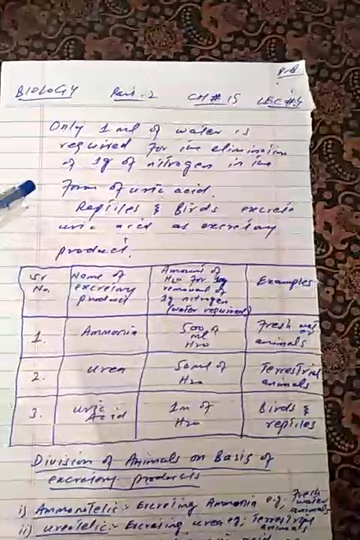 BIOLOGY Part-2 CH# 15 LEC#4
Only 1 ml of water is
required for the elimination
of 1g of nitrogen in the
form of uric acid.
Reptiles & Birds excrete
uric acid as excretory
product.
Sr No. Name of excretory product Amount of H2O for 1g removal of 1g nitrogen (water required) Examples
1. Ammonia 500 of ml H2O Fresh water animals
2. Urea 50 ml of H2O Terrestrial animals
3. Uric Acid 1 m of H2O Birds & reptiles
Division of Animals on Basis of
excretory products
i) Ammonotelic:- Excreting Ammonia e.g, Fresh water animals
ii) Ureotelic:- Excreting urea e.g; Terrestrial animals